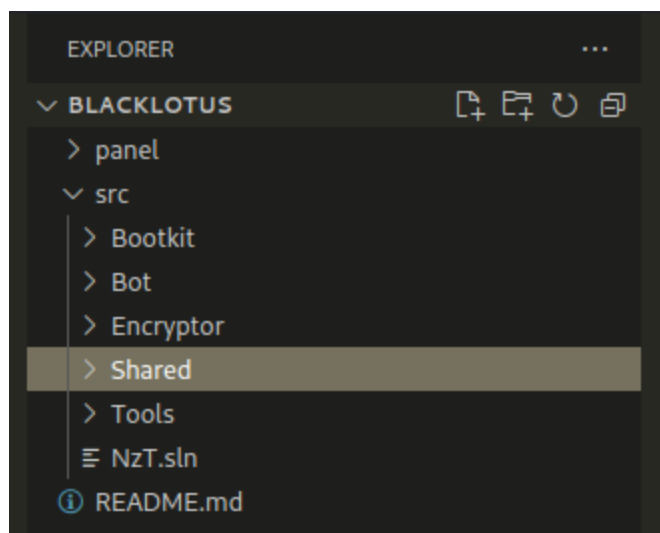 EXPLORER
BLACKLOTUS
panel
src
Bootkit
Bot
Encryptor
Shared
Tools
NzT.sln
README.md